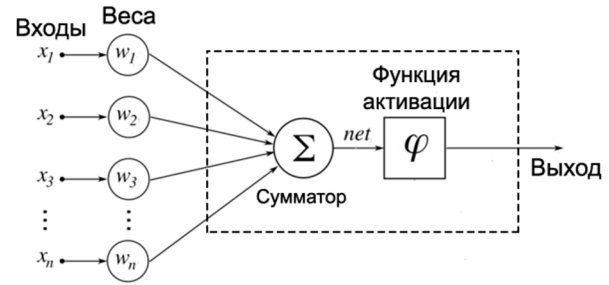 Входы
Веса
x1
w1
x2
w2
x3
w3
⋮
⋮
xn
wn
Σ
Сумматор
net
Функция
активации
φ
Выход